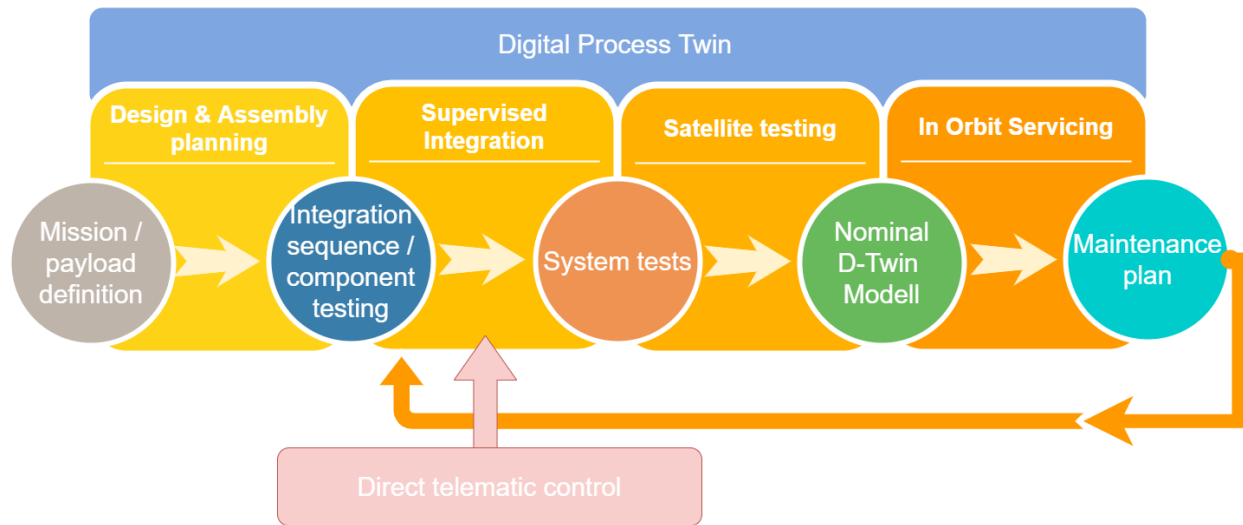 Digital Process Twin
Design & Assembly
planning
Supervised
Integration
Satellite testing
In Orbit Servicing
Mission /
payload
definition
Integration
sequence /
component
testing
System tests
Nominal
D-Twin
Modell
Maintenance
plan
Direct telematic control